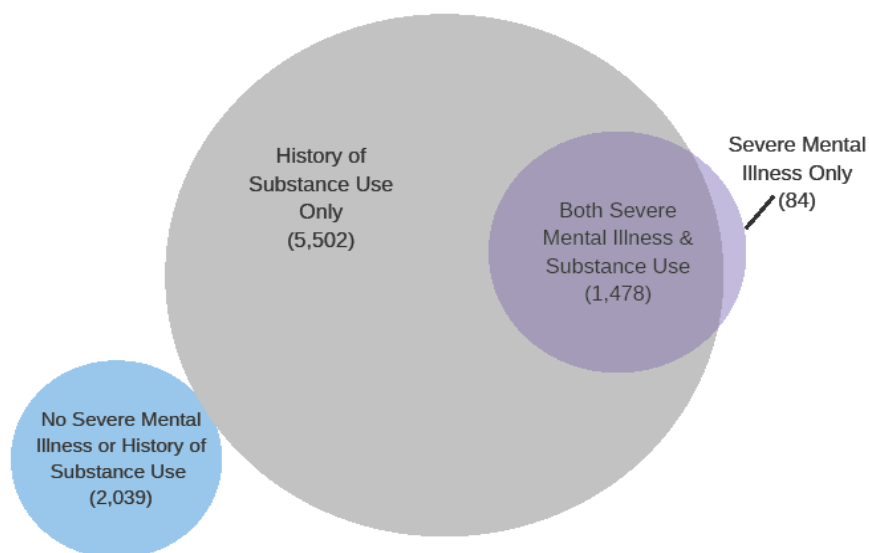 History of
Substance Use
Only
(5,502)
Both Severe
Mental Illness &
Substance Use
(1,478)
Severe Mental
Illness Only
(84)
No Severe Mental
Illness or History of
Substance Use
(2,039)